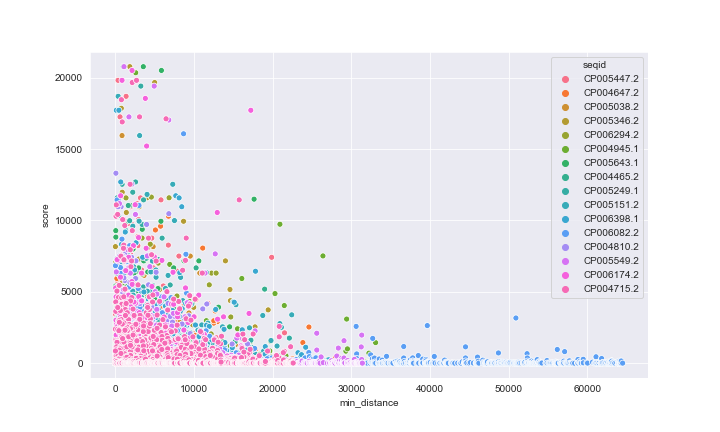 score
20000
15000
10000
5000
0
0
10000
20000
30000
40000
50000
60000
min_distance
seqid
CP005447.2
CP004647.2
CP005038.2
CP005346.2
CP006294.2
CP004945.1
CP005643.1
CP004465.2
CP005249.1
CP005151.2
CP006398.1
CP006082.2
CP004810.2
CP005549.2
CP006174.2
CP004715.2